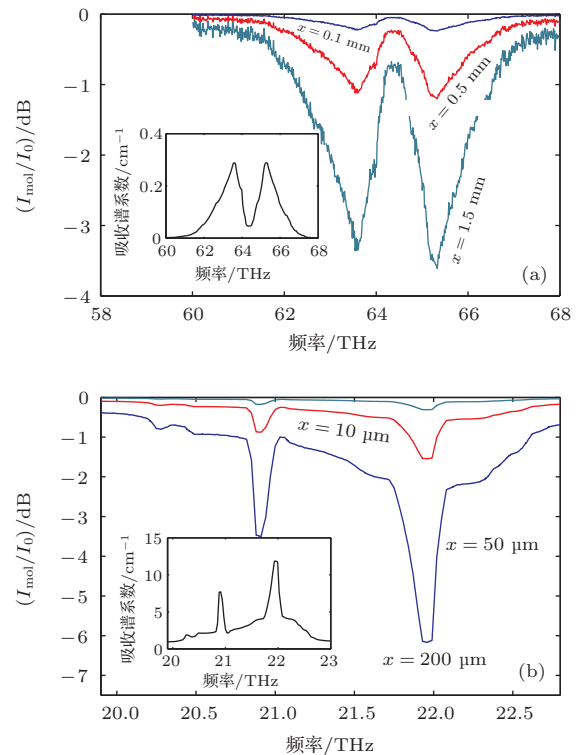 0
−1
−2
−3
−4
(I_mol/I_0)/dB
x = 0.1 mm
x = 0.5 mm
x = 1.5 mm
0.4
0.2
0
吸收谱系数/cm⁻¹
60 62 64 66 68
频率/THz
(a)
58 60 62 64 66 68
频率/THz
0
−1
−2
−3
−4
−5
−6
−7
(I_mol/I_0)/dB
x = 10 µm
x = 50 µm
x = 200 µm
15
10
5
0
吸收谱系数/cm⁻¹
20 21 22 23
频率/THz
(b)
20.0 20.5 21.0 21.5 22.0 22.5
频率/THz